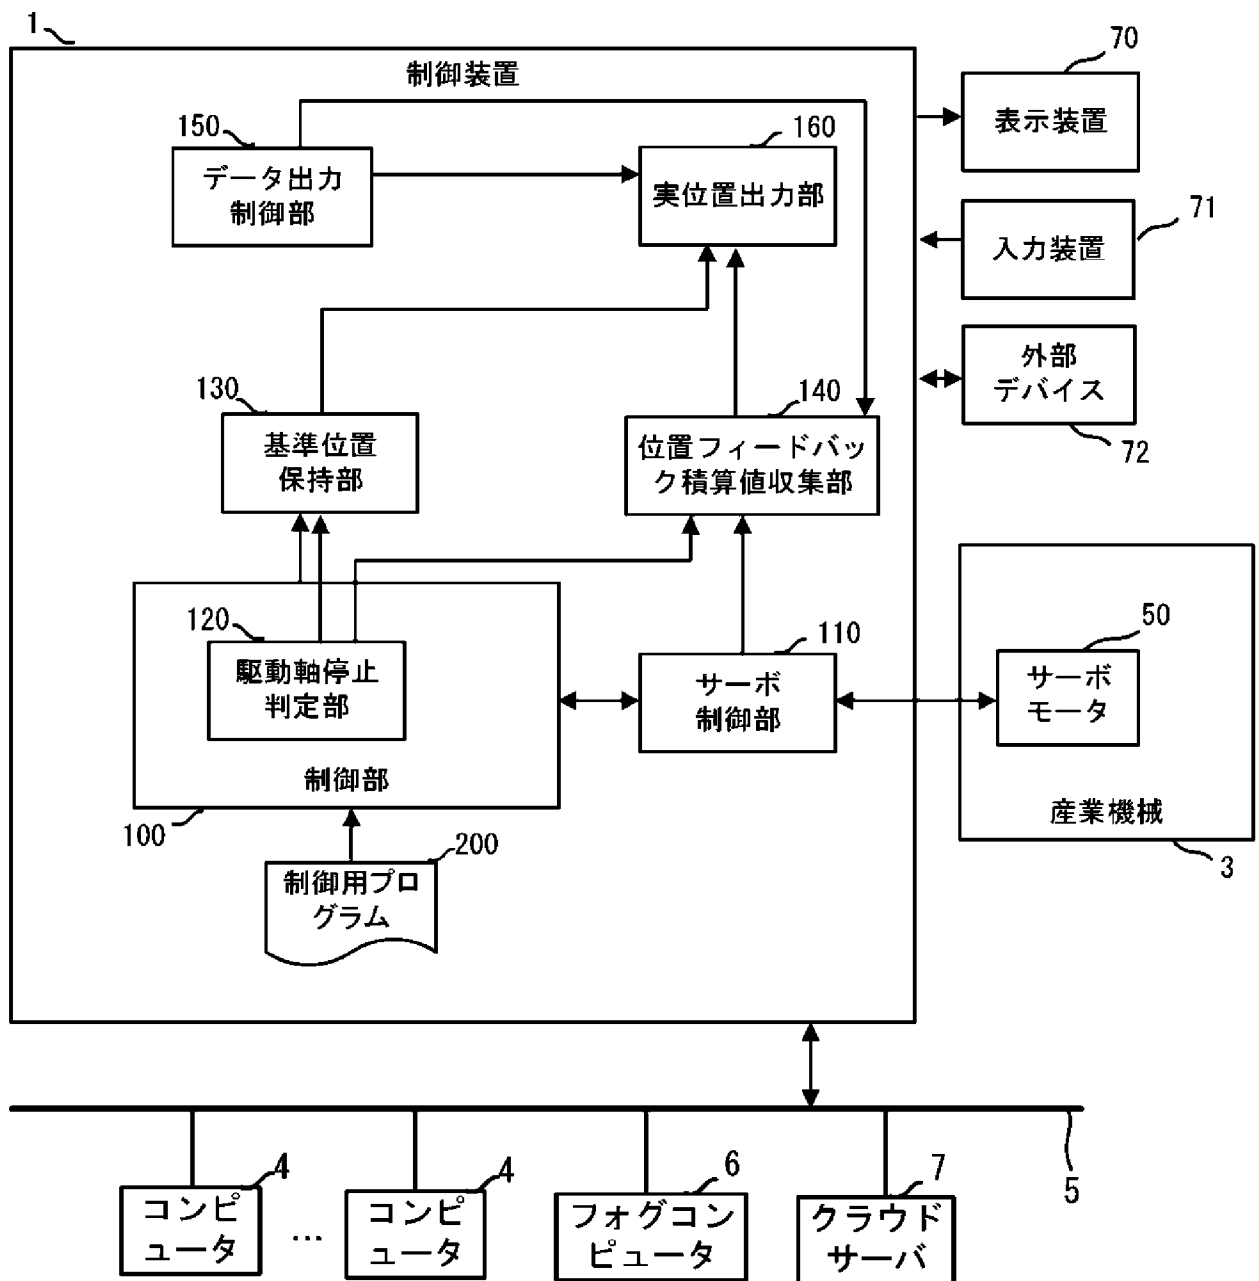 1
制御装置
70
表示装置
150
データ出力
制御部
160
実位置出力部
71
入力装置
外部
デバイス
72
130
基準位置
保持部
140
位置フィードバッ
ク積算値収集部
120
駆動軸停止
判定部
制御部
100
110
サーボ
制御部
50
サーボ
モータ
産業機械
3
200
制御用プロ
グラム
5
4
コンピ
ュータ
...
4
コンピ
ュータ
6
フォグコン
ピュータ
7
クラウド
サーバ